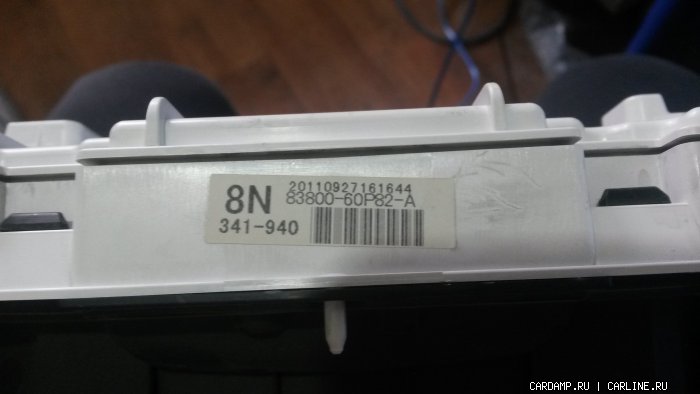 8N
20110927161644
83800-60P82-A
341-940
CARDAMP.RU | CARLINE.RU